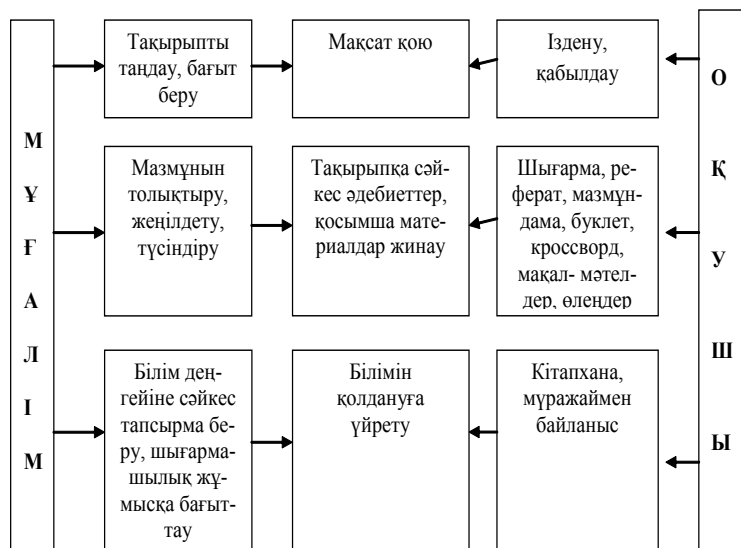 М
Ұ
Ғ
А
Л
І
М
Тақырыпты
таңдау, бағыт
беру
Мақсат қою
Іздену,
қабылдау
Мазмұнын
толықтыру,
жеңілдету,
түсіндіру
Тақырыпқа сәй-
кес әдебиеттер,
қосымша мате-
риалдар жинау
Шығарма, ре-
ферат, мазмұн-
дама, буклет,
кроссворд,
мақал- мәтел-
дер, өлеңдер
Білім дең-
гейіне сәйкес
тапсырма бе-
ру, шығарма-
шылық жұ-
мысқа бағыт-
тау
Білімін
қолдануға
үйрету
Кітапхана,
мұражаймен
байланыс
О
Қ
У
Ш
Ы